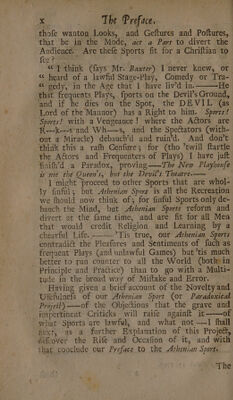 x The Preface.
thoſe wanton Looks, and Geſtures and Poſtures,
that be in the Mode, act a Part to divert the
Audience. Are theſe Sports fit for a Chriſtian to
ſee?
“ I think (ſays Mr. Baxter) I never knew, or
“ heard of a lawful Stage-Play, Comedy or Tra-
“ gedy, in the Age that I have liv'd in.——He
that frequents Plays, ſports on the Devil's Ground,
and if he dies on the Spot, the DEVIL (as
Lord of the Mannor) has a Right to him. Sports!
Sports! with a Vengeance! where the Actors are
R—k—s and Wh—s, and the Spectators (with-
out a Miracle) debauch'd and ruin'd. And don't
think this a raſh Cenſure; for (tho 'twill ſtartle
the Actors and Frequenters of Plays) I have juſt
finiſh'd a Paradox, proving——The New Playhouſe
is not the Queen's, but the Devil's Theatre.——
I might proceed to other Sports that are whol-
ly ſinful; but Athenian Sport is all the Recreation
we ſhould now think of; for ſinful Sports only de-
bauch the Mind, but Athenian Sports reform and
divert at the ſame time, and are fit for all Men
that would credit Religion and Learning by a
chearful Life.——'Tis true, our Athenian Sports
contradict the Pleaſures and Sentiments of ſuch as
frequent Plays (and unlawful Games) but 'tis much
better to run counter to all the World (both in
Principle and Practice) than to go with a Multi-
tude in the broad way of Miſtake and Error.
Having given a brief account of the Novelty and
Uſefulneſs of our Athenian Sport (or Paradoxical
Project)——of the Objections that the grave and
impertinent Criticks will raiſe againſt it——of
what Sports are lawful, and what not——I ſhall
next, as a further Explanation of this Project,
diſcover the Riſe and Occaſion of it, and with
that conclude our Preface to the Athenian Sport.
The